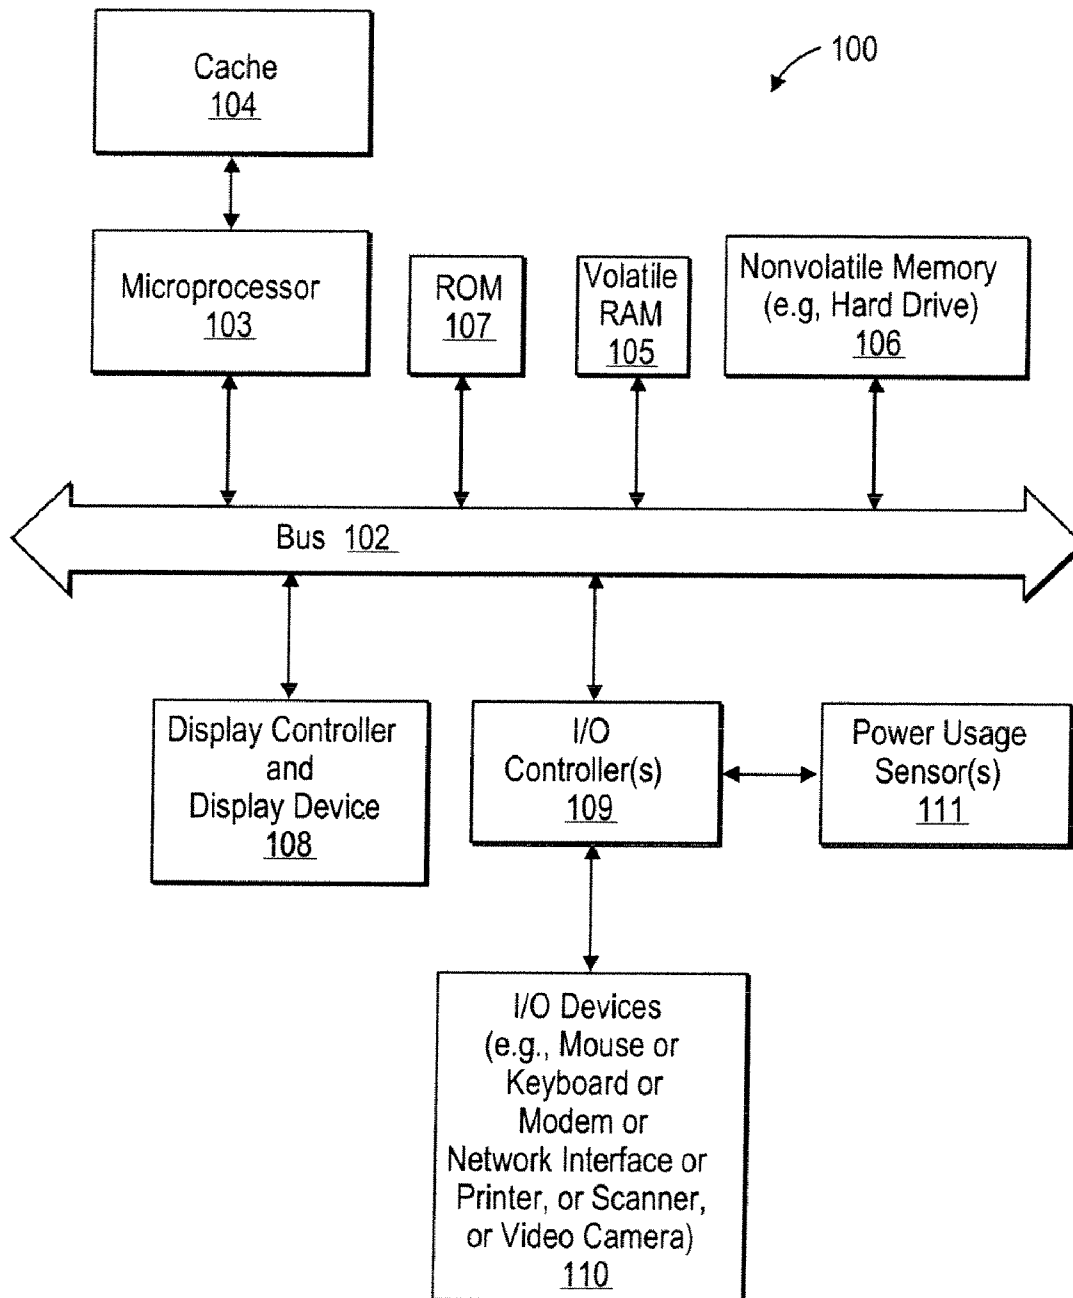 Cache
104
100
Microprocessor
103
ROM
107
Volatile
RAM
105
Nonvolatile Memory
(e.g, Hard Drive)
106
Bus 102
Display Controller
and
Display Device
108
I/O
Controller(s)
109
Power Usage
Sensor(s)
111
I/O Devices
(e.g., Mouse or
Keyboard or
Modem or
Network Interface or
Printer, or Scanner,
or Video Camera)
110